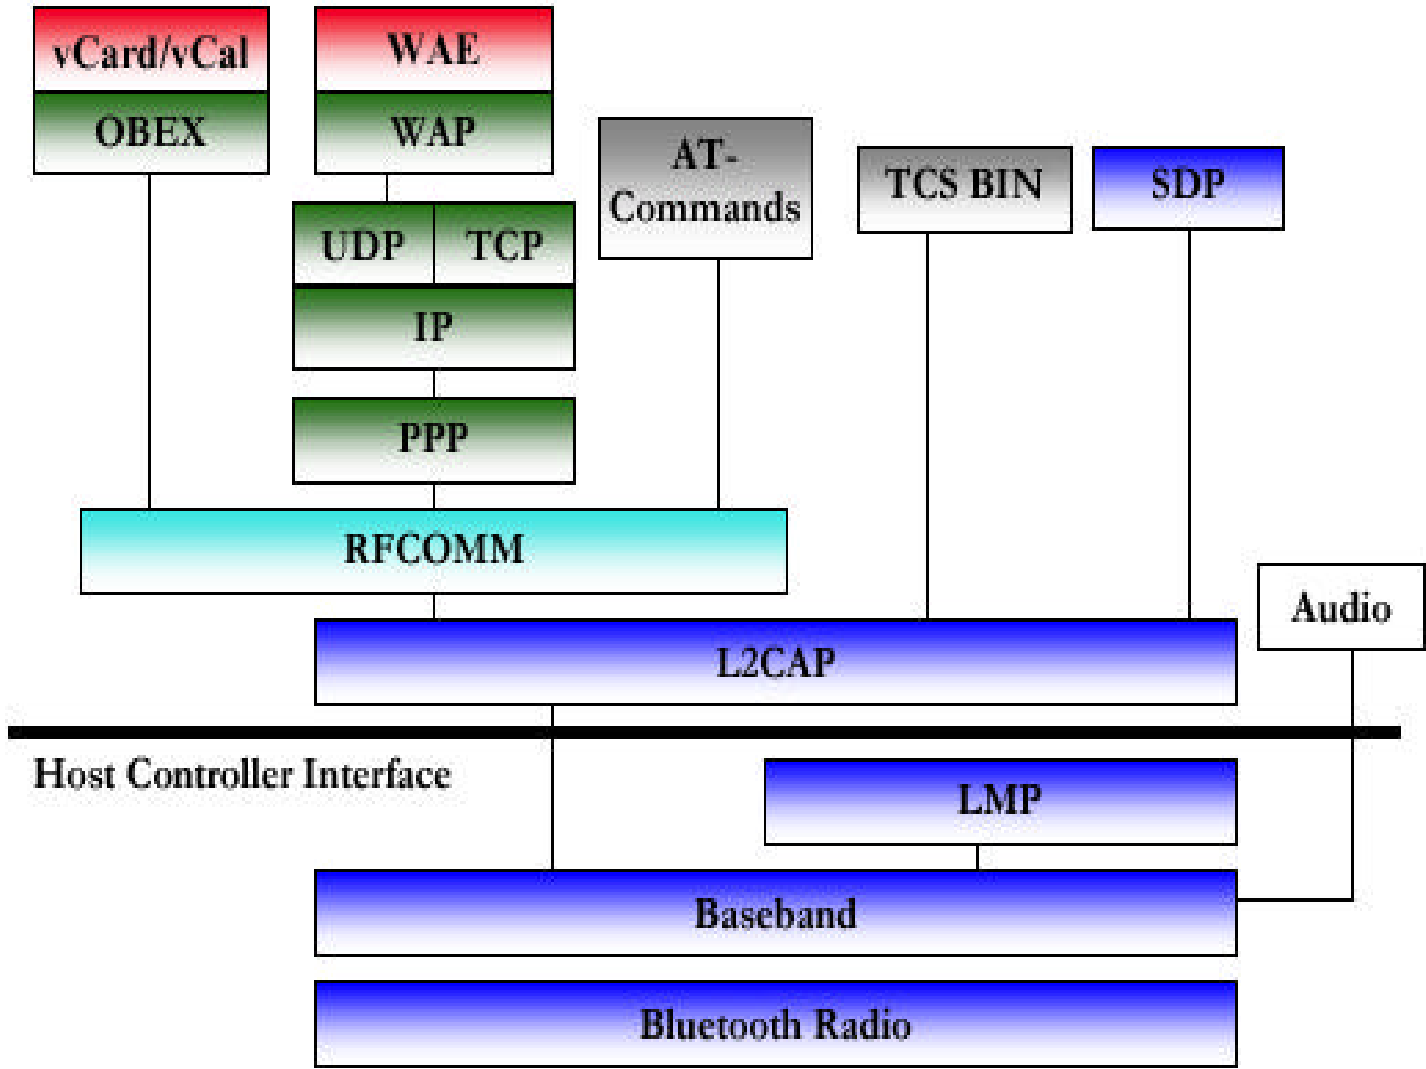 vCard/vCal
WAE
OBEX
WAP
AT-
Commands
TCS BIN
SDP
UDP
TCP
IP
PPP
RFCOMM
Audio
L2CAP
Host Controller Interface
LMP
Baseband
Bluetooth Radio